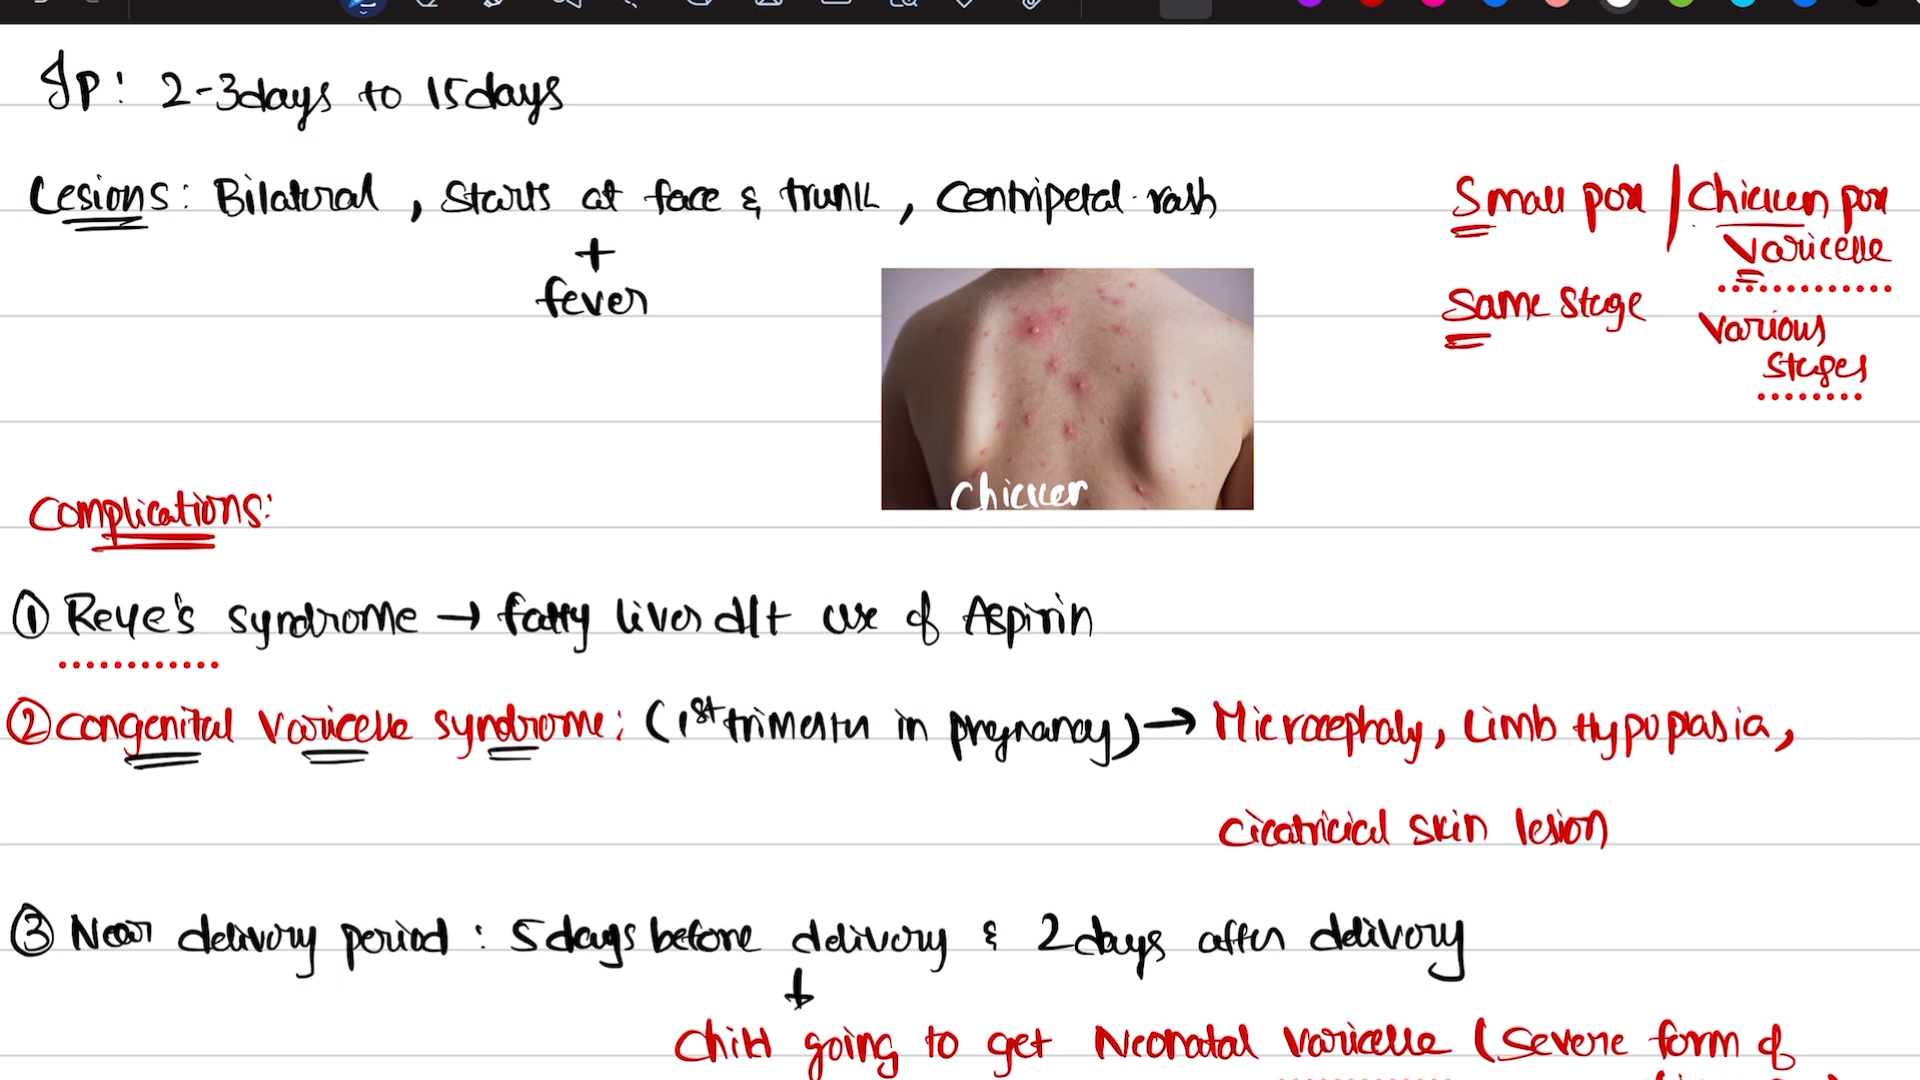 Ip: 2-3days to 15days
Lesions: Bilateral, Starts at face & trunk, Centripetal rash
+
fever
Small pox / Chicken pox
Varicella
Same Stage
Various
Stages
Chicken
Complications:
① Reye's syndrome → fatty liver d/t use of Aspirin
② Congenital Varicella syndrome: (1st trimester in pregnancy) → Microcephaly, Limb Hypoplasia,
Cicatricial skin lesion
③ Near delivery period: 5days before delivery & 2days after delivery
↓
Child going to get Neonatal Varicella (Severe form of